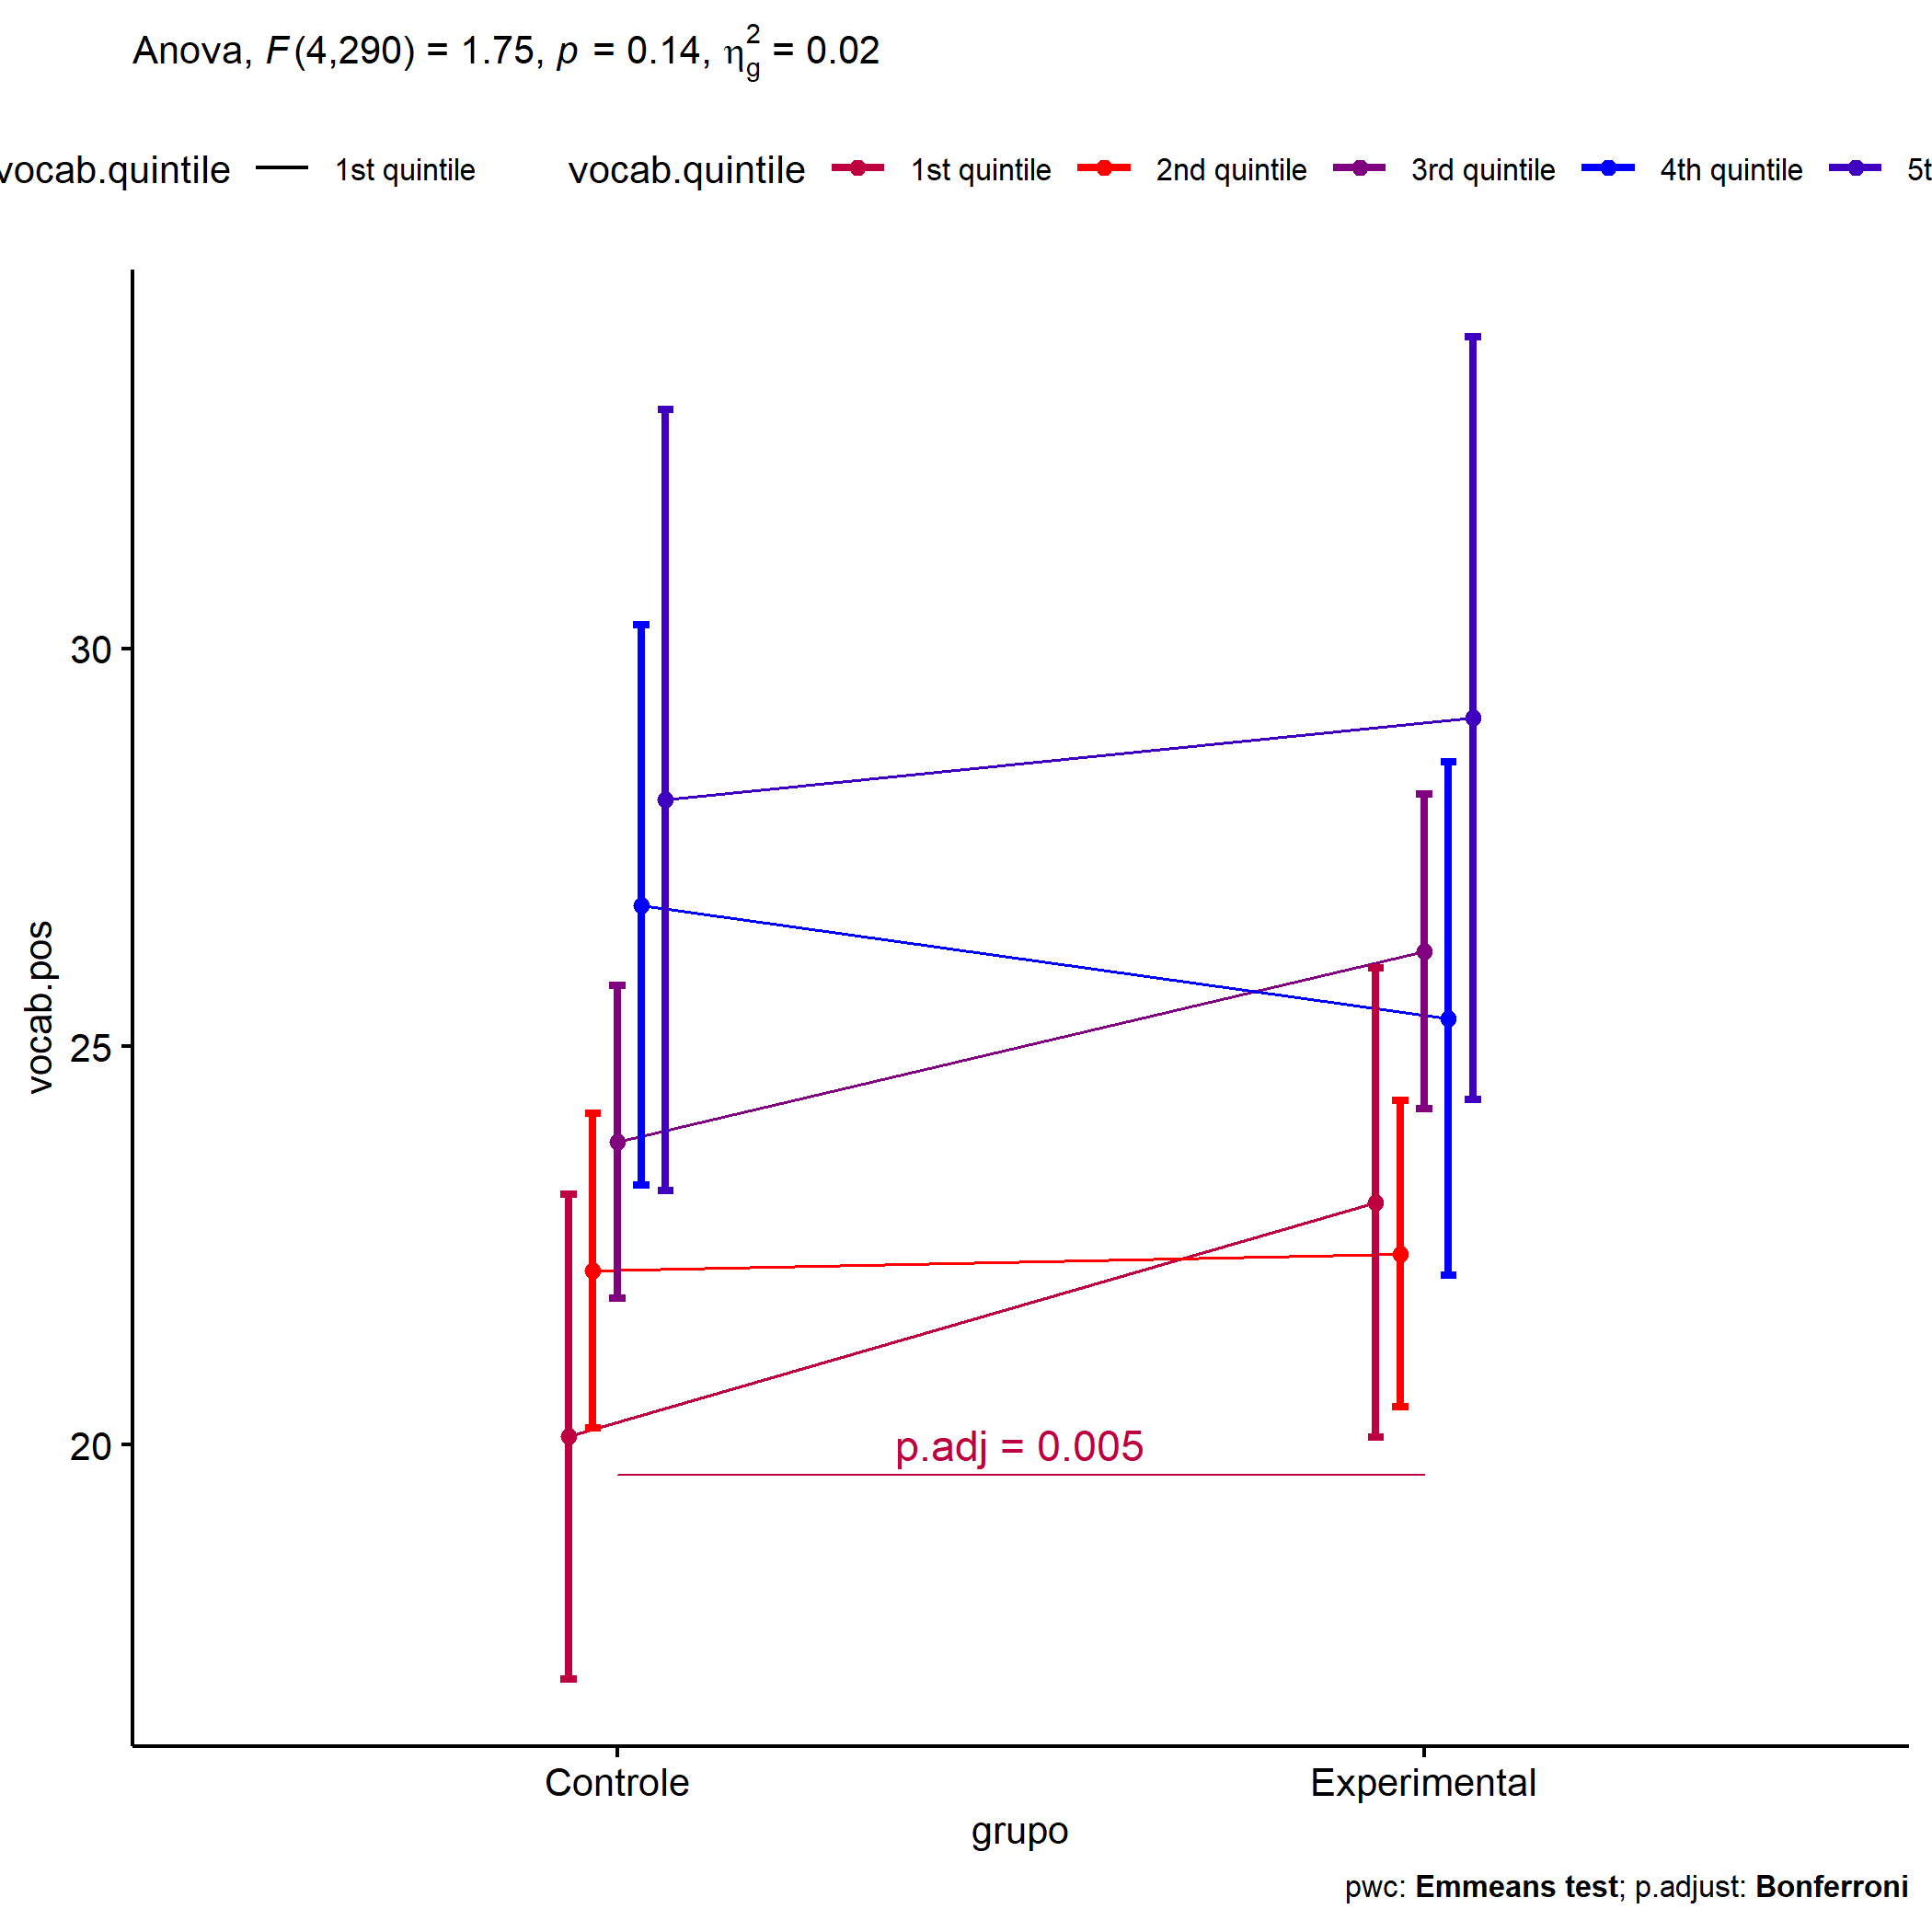 Anova, F(4,290) = 1.75, p = 0.14, η²g = 0.02
vocab.quintile 1st quintile vocab.quintile 1st quintile 2nd quintile 3rd quintile 4th quintile 5t
30
25
20
vocab.pos
p.adj = 0.005
Controle Experimental
grupo
pwc: Emmeans test; p.adjust: Bonferroni